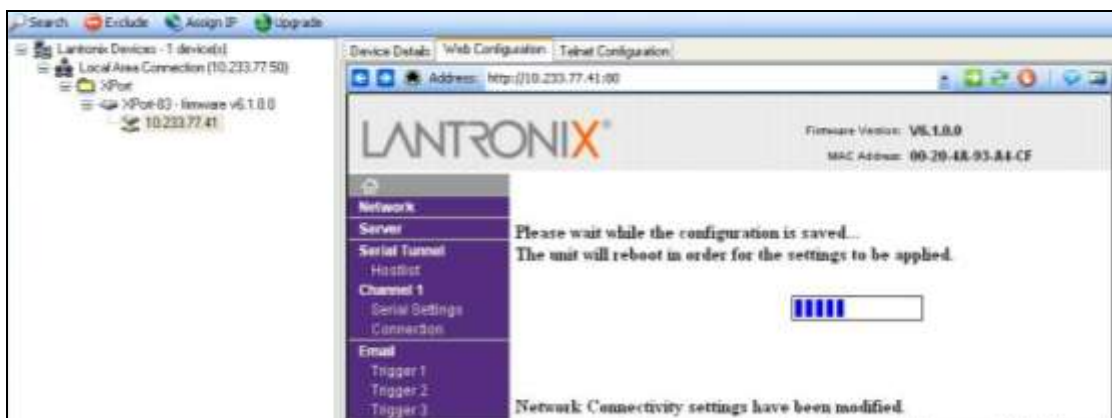 Search Exclude Assign IP Upgrade
Lantronix Devices - 1 device(s)
Local Area Connection (10.233.77.50)
XPort
XPort-03 - firmware v6.1.0.0
10.233.77.41
Device Details Web Configuration Telnet Configuration
Address: http://10.233.77.41:80
LANTRONIX®
Firmware Version: V6.1.0.0
MAC Address: 00-20-4A-93-A4-CF
Network
Server
Serial Tunnel
Hostlist
Channel 1
Serial Settings
Connection
Email
Trigger 1
Trigger 2
Trigger 3
Please wait while the configuration is saved...
The unit will reboot in order for the settings to be applied.
Network Connectivity settings have been modified.